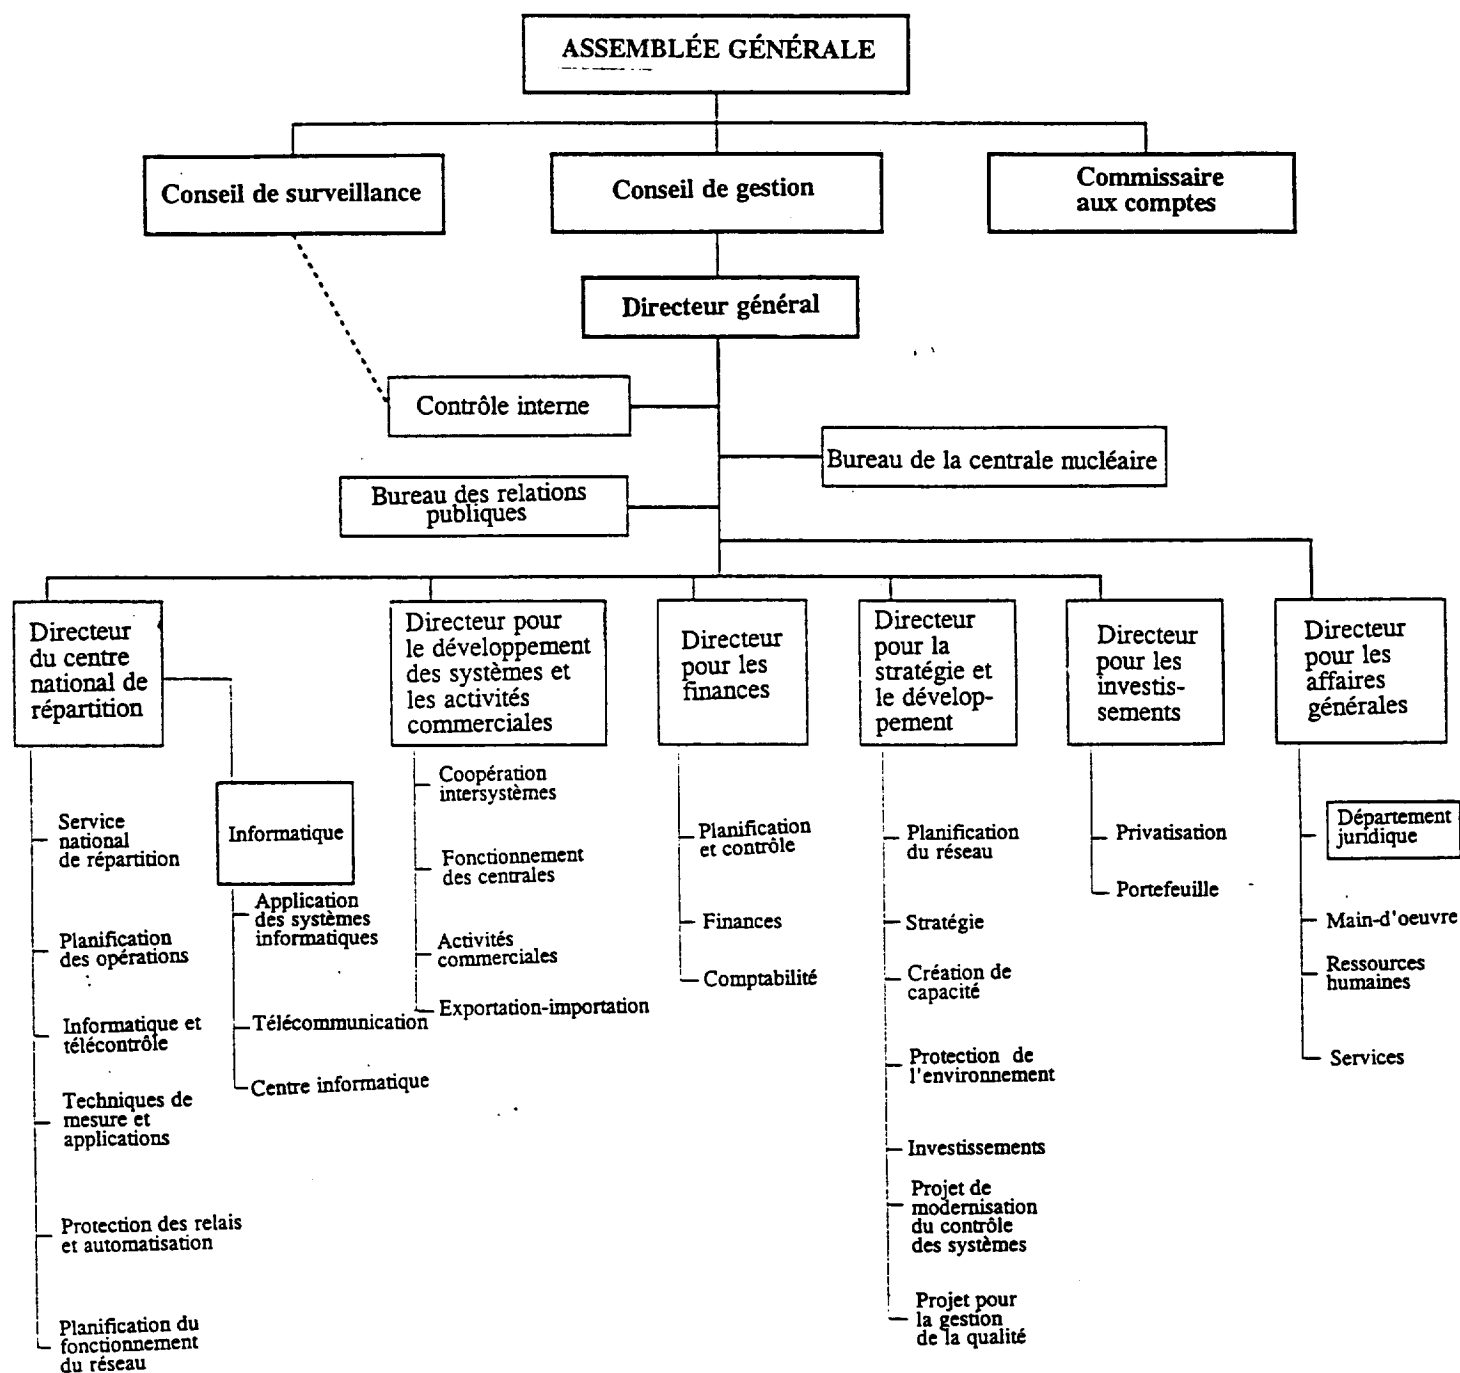 ASSEMBLÉE GÉNÉRALE
Conseil de surveillance
Conseil de gestion
Commissaire
aux comptes
Directeur général
Contrôle interne
Bureau de la centrale nucléaire
Bureau des relations
publiques
Directeur
du centre
national de
répartition
Directeur pour
le développement
des systèmes et
les activités
commerciales
Directeur
pour les
finances
Directeur
pour la
stratégie et
le dévelop-
pement
Directeur
pour les
investis-
sements
Directeur
pour les
affaires
générales
Service
national
de répartition
Planification
des opérations
Informatique et
télécontrôle
Techniques de
mesure et
applications
Protection des relais
et automatisation
Planification du
fonctionnement
du réseau
Informatique
Application
des systèmes
informatiques
Télécommunication
Centre informatique
Coopération
intersystèmes
Fonctionnement
des centrales
Activités
commerciales
Exportation-importation
Planification
et contrôle
Finances
Comptabilité
Planification
du réseau
Stratégie
Création de
capacité
Protection de
l'environnement
Investissements
Projet de
modernisation
du contrôle
des systèmes
Projet pour
la gestion
de la qualité
Privatisation
Portefeuille
Département
juridique
Main-d'oeuvre
Ressources
humaines
Services